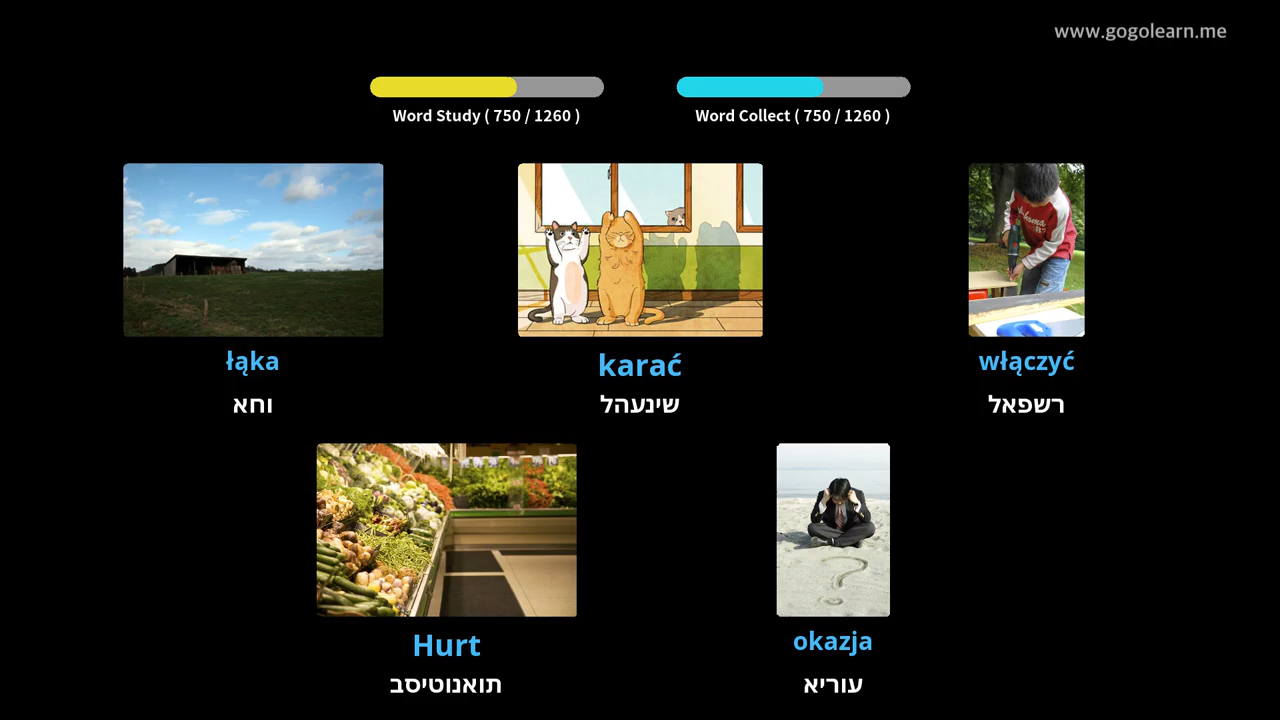 www.gogolearn.me
Word Study ( 750 / 1260 )
Word Collect ( 750 / 1260 )
łąka
וחא
karać
שינעהל
włączyć
רשפאל
Hurt
תואנוטיסב
okazja
עוריא